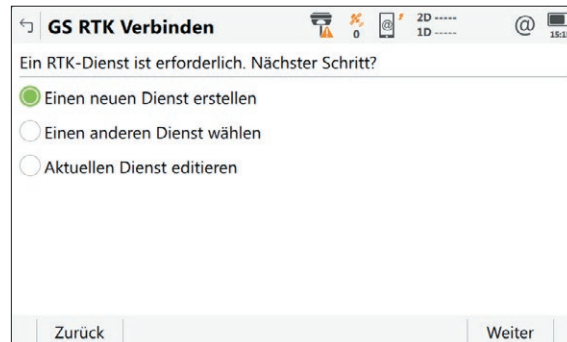 GS RTK Verbinden
0
@
2D -----
1D -----
@
Ein RTK-Dienst ist erforderlich. Nächster Schritt?
Einen neuen Dienst erstellen
Einen anderen Dienst wählen
Aktuellen Dienst editieren
Zurück
Weiter